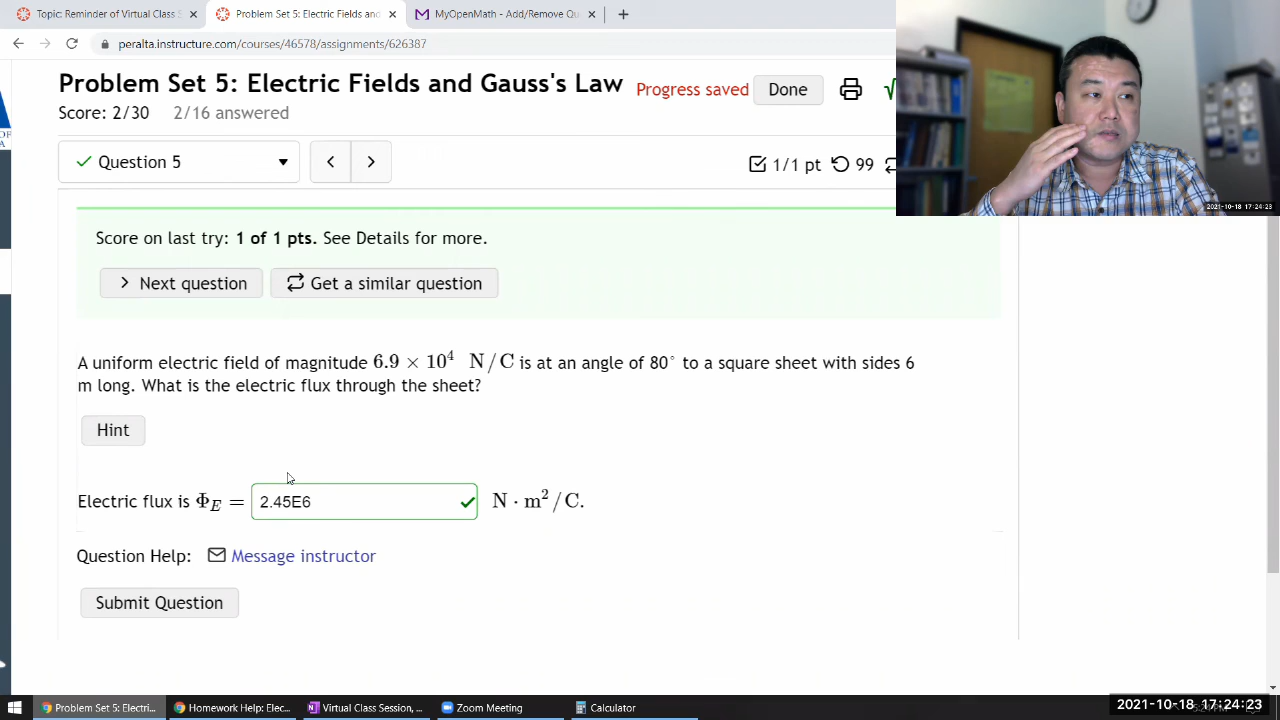 Topic: Reminder of Virtual Class S
Problem Set 5: Electric Fields and
MyOpenMath - Add/Remove Qu
peralta.instructure.com/courses/46578/assignments/626387
Problem Set 5: Electric Fields and Gauss's Law
Progress saved
Done
Score: 2/30 2/16 answered
Question 5
1/1 pt 99
2021-10-18 17:24:23
Score on last try: 1 of 1 pts. See Details for more.
Next question
Get a similar question
A uniform electric field of magnitude 6.9 × 10⁴ N/C is at an angle of 80° to a square sheet with sides 6
m long. What is the electric flux through the sheet?
Hint
Electric flux is Φ_E = 2.45E6 N · m²/C.
Question Help: Message instructor
Submit Question
Problem Set 5: Electri...
Homework Help: Elec...
Virtual Class Session, ...
Zoom Meeting
Calculator
2021-10-18 17:24:23